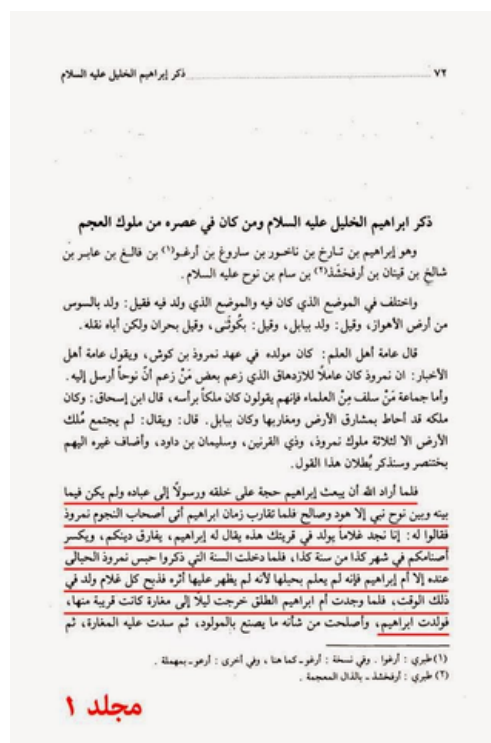 ٧٢ ذكر إبراهيم الخليل عليه السلام
ذكر ابراهيم الخليل عليه السلام ومن كان في عصره من ملوك العجم
وهو إبراهيم بن تارخ بن ناخور بن ساروغ بن أرغو(١) بن فالغ بن عابر بن
شالخ بن قينان بن أرفخشذ(٢) بن سام بن نوح عليه السلام.
واختلف في الموضع الذي كان فيه والموضع الذي ولد فيه فقيل: ولد بالسوس
من أرض الأهواز، وقيل: ولد ببابل، وقيل: بكُوثَى، وقيل بحران ولكن أباه نقله.
قال عامة أهل العلم: كان مولده في عهد نمروذ بن كوش، ويقول عامة أهل
الأخبار: ان نمروذ كان عاملًا للازدهاق الذي زعم بعض مَنْ زعم أنّ نوحاً أرسل إليه.
وأما جماعة مَنْ سلف مِنْ العلماء فإنهم يقولون كان ملكاً برأسه، قال ابن إسحاق: وكان
ملكه قد أحاط بمشارق الأرض ومغاربها وكان ببابل. قال: ويقال: لم يجتمع مُلك
الأرض الا لثلاثة ملوك نمروذ، وذي القرنين، وسليمان بن داود، وأضاف غيره اليهم
بختنصر وسنذكر بُطلان هذا القول.
فلما أراد الله أن يبعث إبراهيم حجة على خلقه ورسولاً إلى عباده ولم يكن فيما
بينه وبين نوح نبي إلا هود وصالح فلما تقارب زمان ابراهيم أتى أصحاب النجوم نمروذ
فقالوا له: إنا نجد غلاماً يولد في قريتك هذه يقال له إبراهيم، يفارق دينكم، ويكسر
أصنامكم في شهر كذا من سنة كذا، فلما دخلت السنة التي ذكروا حبس نمروذ الحبالى
عنده إلا أم إبراهيم فإنه لم يعلم بحبلها لأنه لم يظهر عليها أثره فذبح كل غلام ولد في
ذلك الوقت، فلما وجدت أم ابراهيم الطلق خرجت ليلًا إلى مغارة كانت قريبة منها،
فولدت ابراهيم، وأصلحت من شأنه ما يصنع بالمولود، ثم سدت عليه المغارة، ثم
(١) طبري: أرغوا. وفي نسخة: أرغو ـ كما هنا، وفي أخرى: أرعو ـ بمهملة.
(٢) طبري: أرفخشد ـ بالذال المعجمة.
مجلد ١